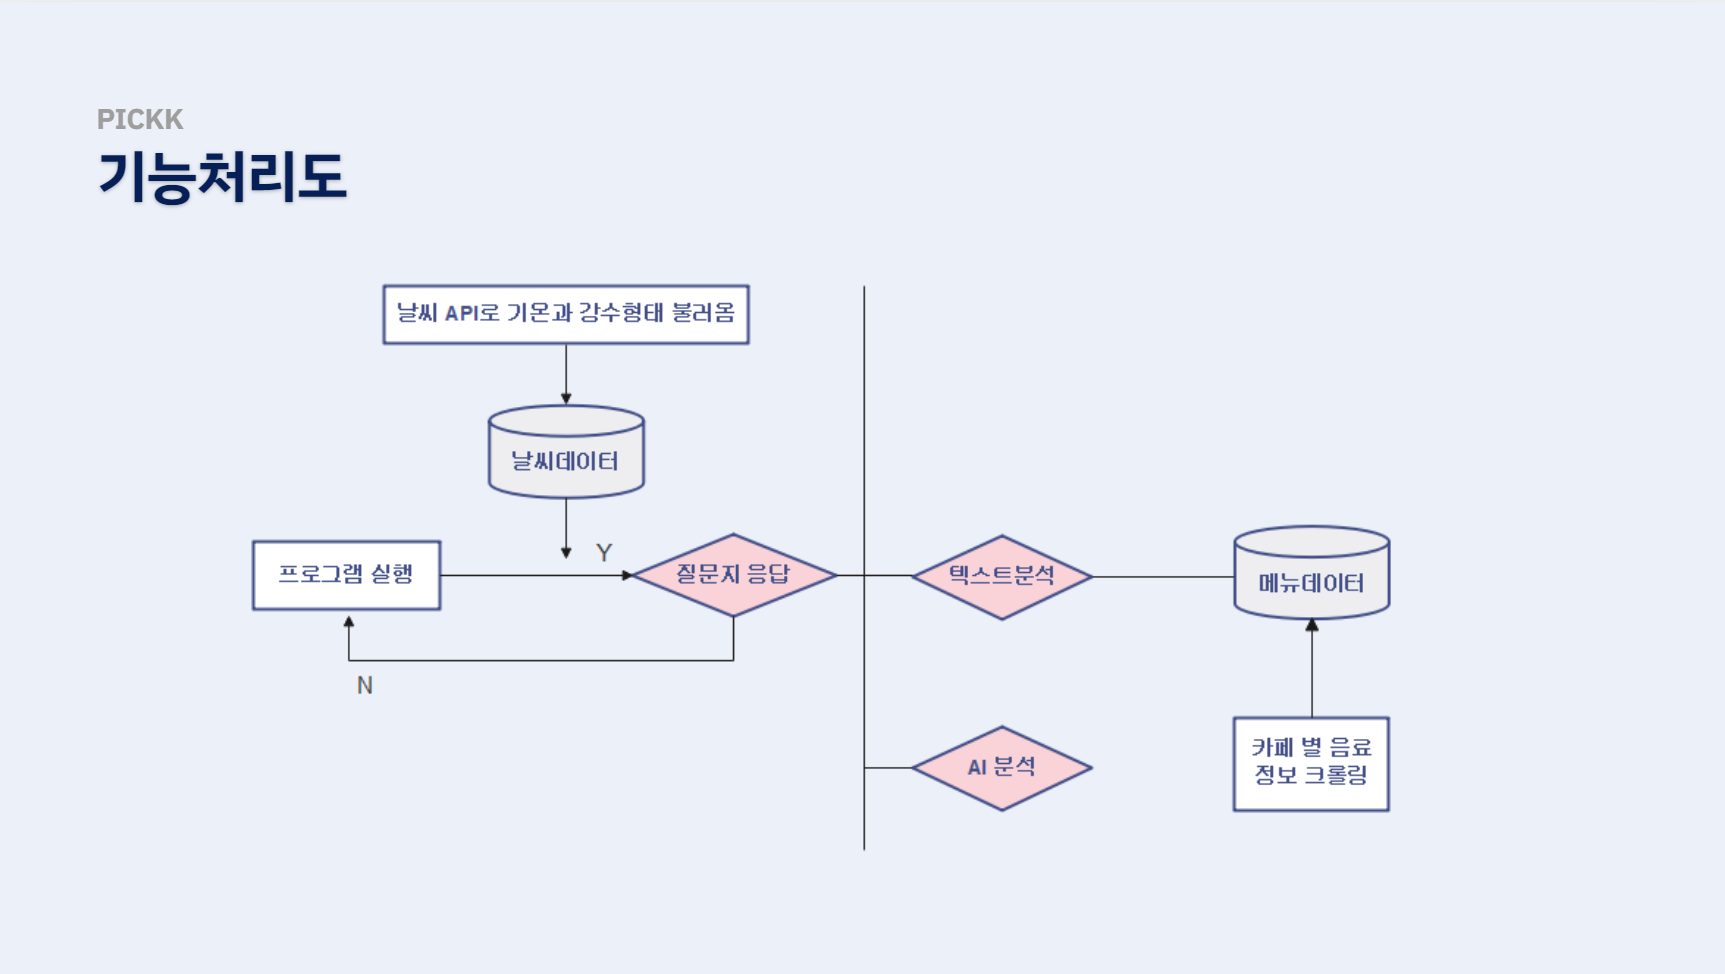 PICKK
기능처리도
날씨 API로 기온과 강수형태 불러옴
날씨데이터
Y
프로그램 실행
질문지 응답
텍스트분석
메뉴데이터
N
AI 분석
카페 별 음료
정보 크롤링